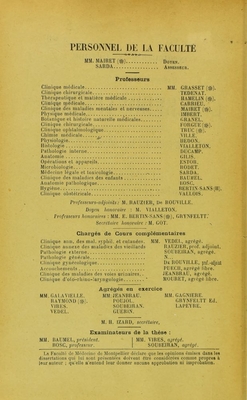 PERSONNEL DE LA FACULTE
MM. MAIRET (✻) Doyen.
SARDA Assesseur.
Professeurs
Clinique médicale MM. GRASSET (✻).
Clinique chirurgicale TEDENAT.
Thérapeutique et matière médicale HAMELIN (✻).
Clinique médicale CARRIEU.
Clinique des maladies mentales et nerveuses MAIRET (✻).
Physique médicale IMBERT.
Botanique et histoire naturelle médicales GRANEL.
Clinique chirurgicale FORGUE (✻).
Clinique ophtalmologique TRUC (✻).
Chimie médicale VILLE.
Physiologie HEDON.
Histologie VIALLETON.
Pathologie interne DUCAMP.
Anatomie GILIS.
Opérations et appareils ESTOR.
Microbiologie RODET.
Médecine légale et toxicologie SARDA.
Clinique des maladies des enfants BAUMEL.
Anatomie pathologique BOSC.
Hygiène BERTIN-SANS (H).
Clinique obstétricale VALLOIS.
Professeurs-adjoints : M. RAUZIER, De ROUVILLE.
Doyen honoraire : M. VIALLETON.
Professeurs honoraires : MM. E. BERTIN-SANS (✻), GRYNFELTT.
Secrétaire honoraire : M. GOT.
Chargés de Cours complémentaires
Clinique ann. des mal. syphil. et cutanées MM. VEDEL, agrégé.
Clinique annexe des maladies des vieillards RAUZIER, prof. adjoint.
Pathologie externe SOUBEIRAN, agrégé.
Pathologie générale N.
Clinique gynécologique De ROUVILLE, prof. adjoint
Accouchements PUECH, agrégé libre.
Clinique des maladies des voies urinaires JEANBRAU, agrégé.
Clinique d'oto-rhino-laryngologie MOURET, agrégé libre.
Agrégés en exercice
MM. GALAVIELLE. MM. JEANBRAU. MM. GAGNIERE.
RAYMOND (✻). POUJOL. GRYNFELTT Ed.
VIRES. SOUBEIRAN. LAPEYRE.
VEDEL. GUERIN.
M. H. IZARD, secrétaire.
Examinateurs de la thèse :
MM. BAUMEL, président. MM. VIRES, agrégé.
BOSC, professeur. SOUBEIRAN, agrégé.
La Faculté de Médecine de Montpellier déclare que les opinions émises dans les
dissertations qui lui sont présentées doivent être considérées comme propres à
leur auteur ; qu'elle n'entend leur donner aucune approbation ni improbation.